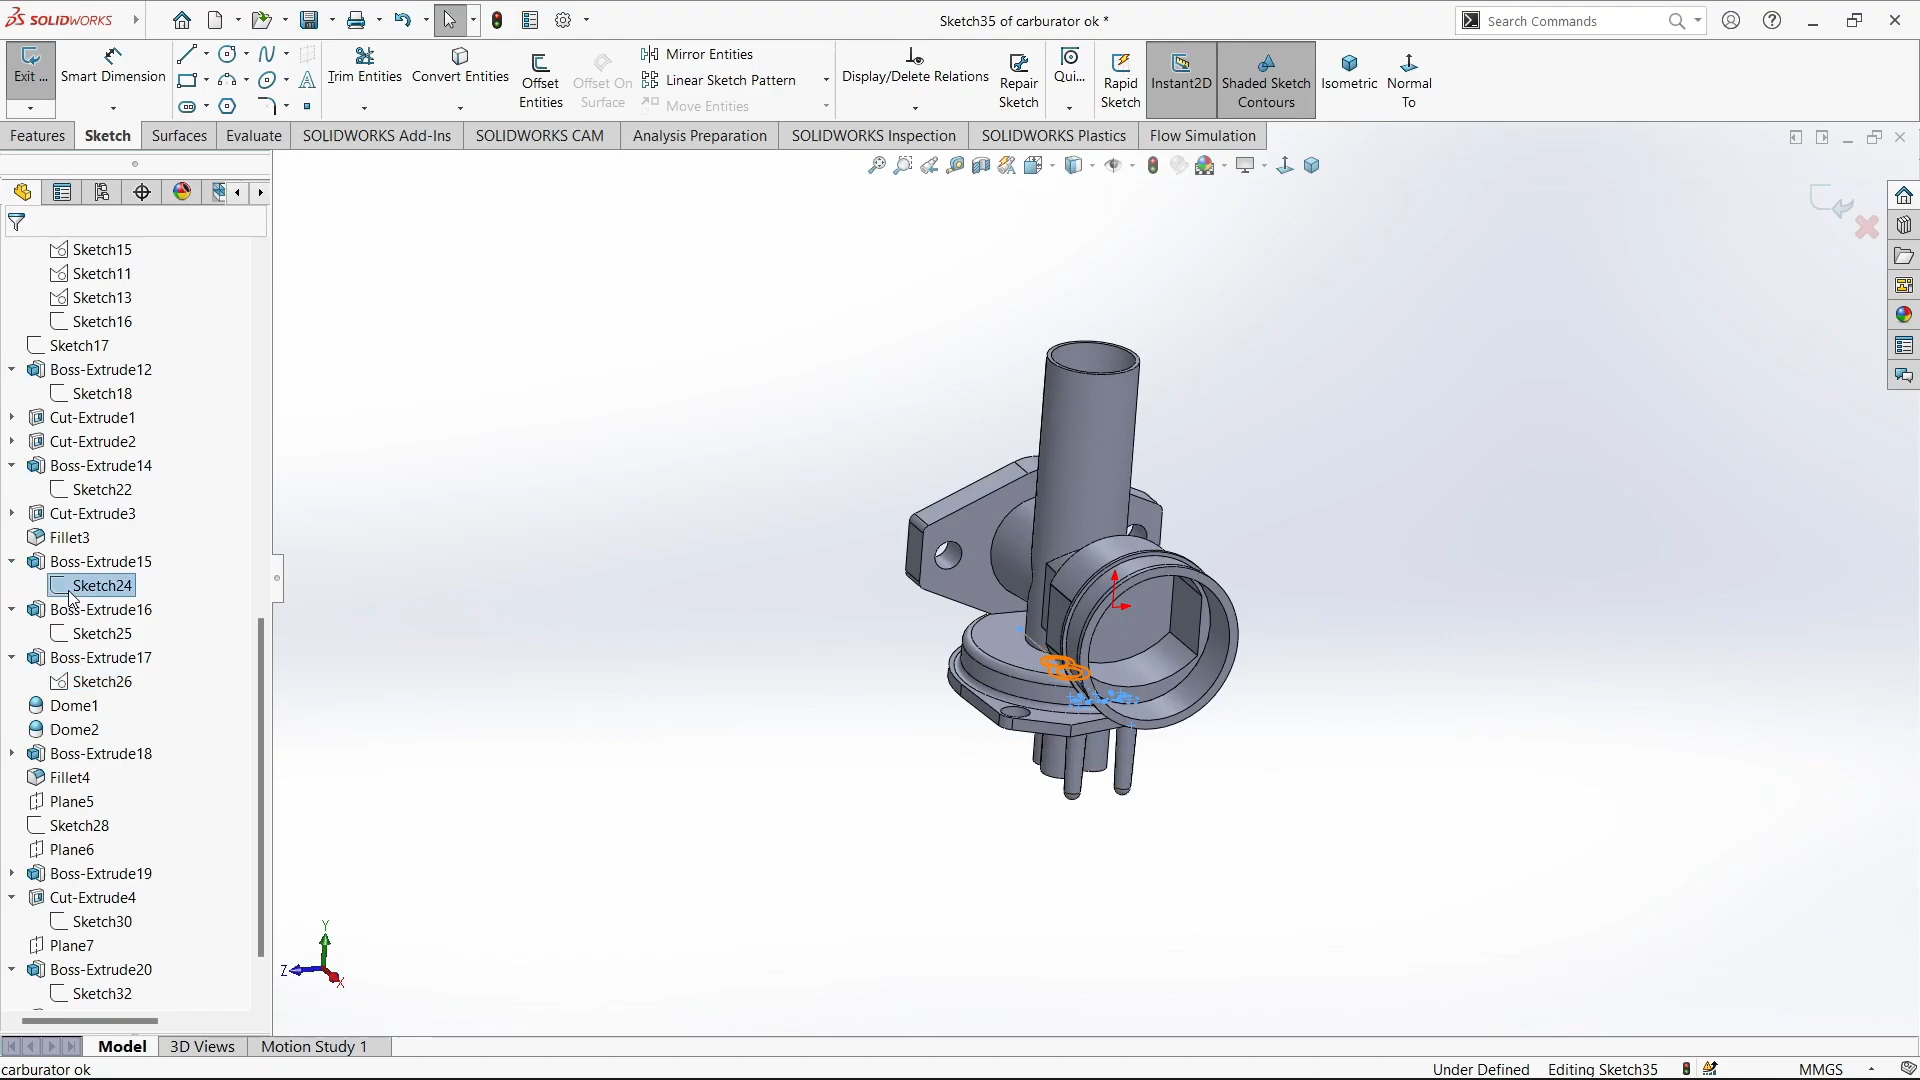 SOLIDWORKS
Sketch35 of carburator ok *
Search Commands
Exit ...
Smart Dimension
Trim Entities
Convert Entities
Offset Entities
Offset On Surface
Mirror Entities
Linear Sketch Pattern
Move Entities
Display/Delete Relations
Repair Sketch
Qui...
Rapid Sketch
Instant2D
Shaded Sketch Contours
Isometric
Normal To
Features
Sketch
Surfaces
Evaluate
SOLIDWORKS Add-Ins
SOLIDWORKS CAM
Analysis Preparation
SOLIDWORKS Inspection
SOLIDWORKS Plastics
Flow Simulation
Sketch15
Sketch11
Sketch13
Sketch16
Sketch17
Boss-Extrude12
Sketch18
Cut-Extrude1
Cut-Extrude2
Boss-Extrude14
Sketch22
Cut-Extrude3
Fillet3
Boss-Extrude15
Sketch24
Boss-Extrude16
Sketch25
Boss-Extrude17
Sketch26
Dome1
Dome2
Boss-Extrude18
Fillet4
Plane5
Sketch28
Plane6
Boss-Extrude19
Cut-Extrude4
Sketch30
Plane7
Boss-Extrude20
Sketch32
Y
Z
X
Model
3D Views
Motion Study 1
carburator ok
Under Defined
Editing Sketch35
MMGS